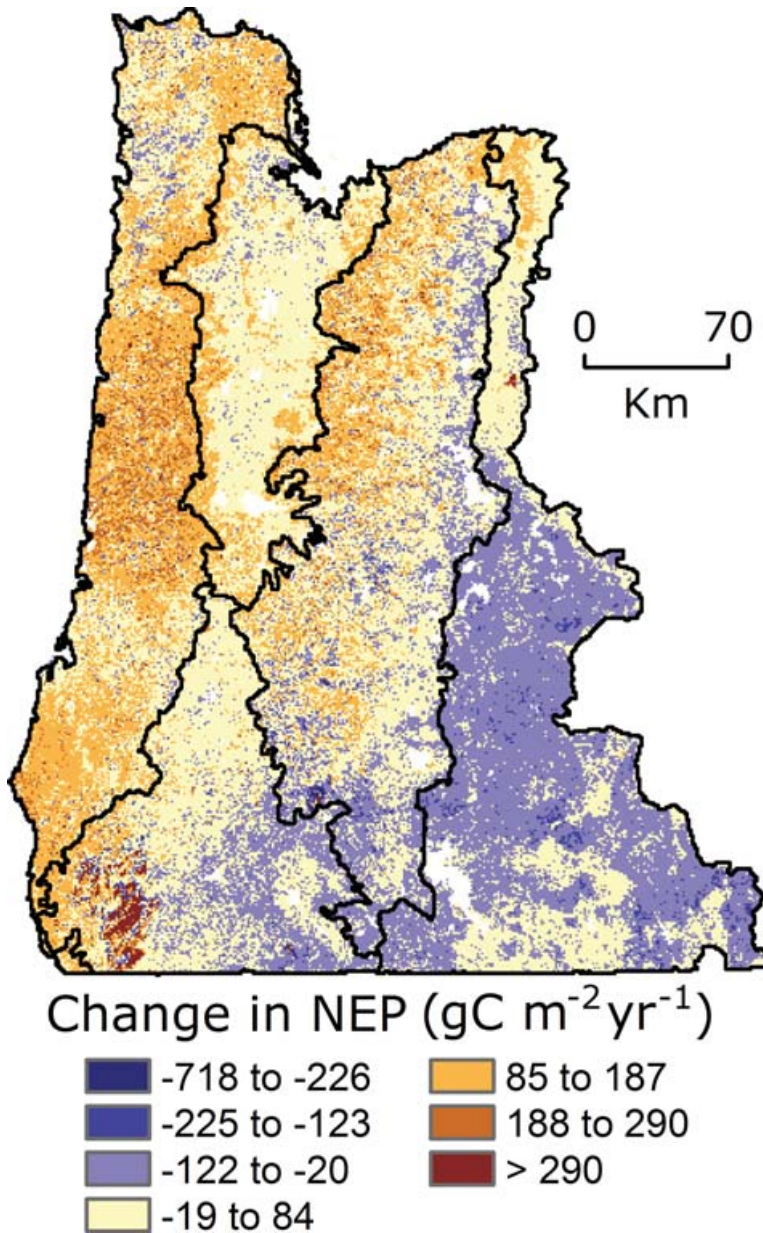 0 70
Km
Change in NEP (gC m⁻²yr⁻¹)
-718 to -226
-225 to -123
-122 to -20
-19 to 84
85 to 187
188 to 290
> 290